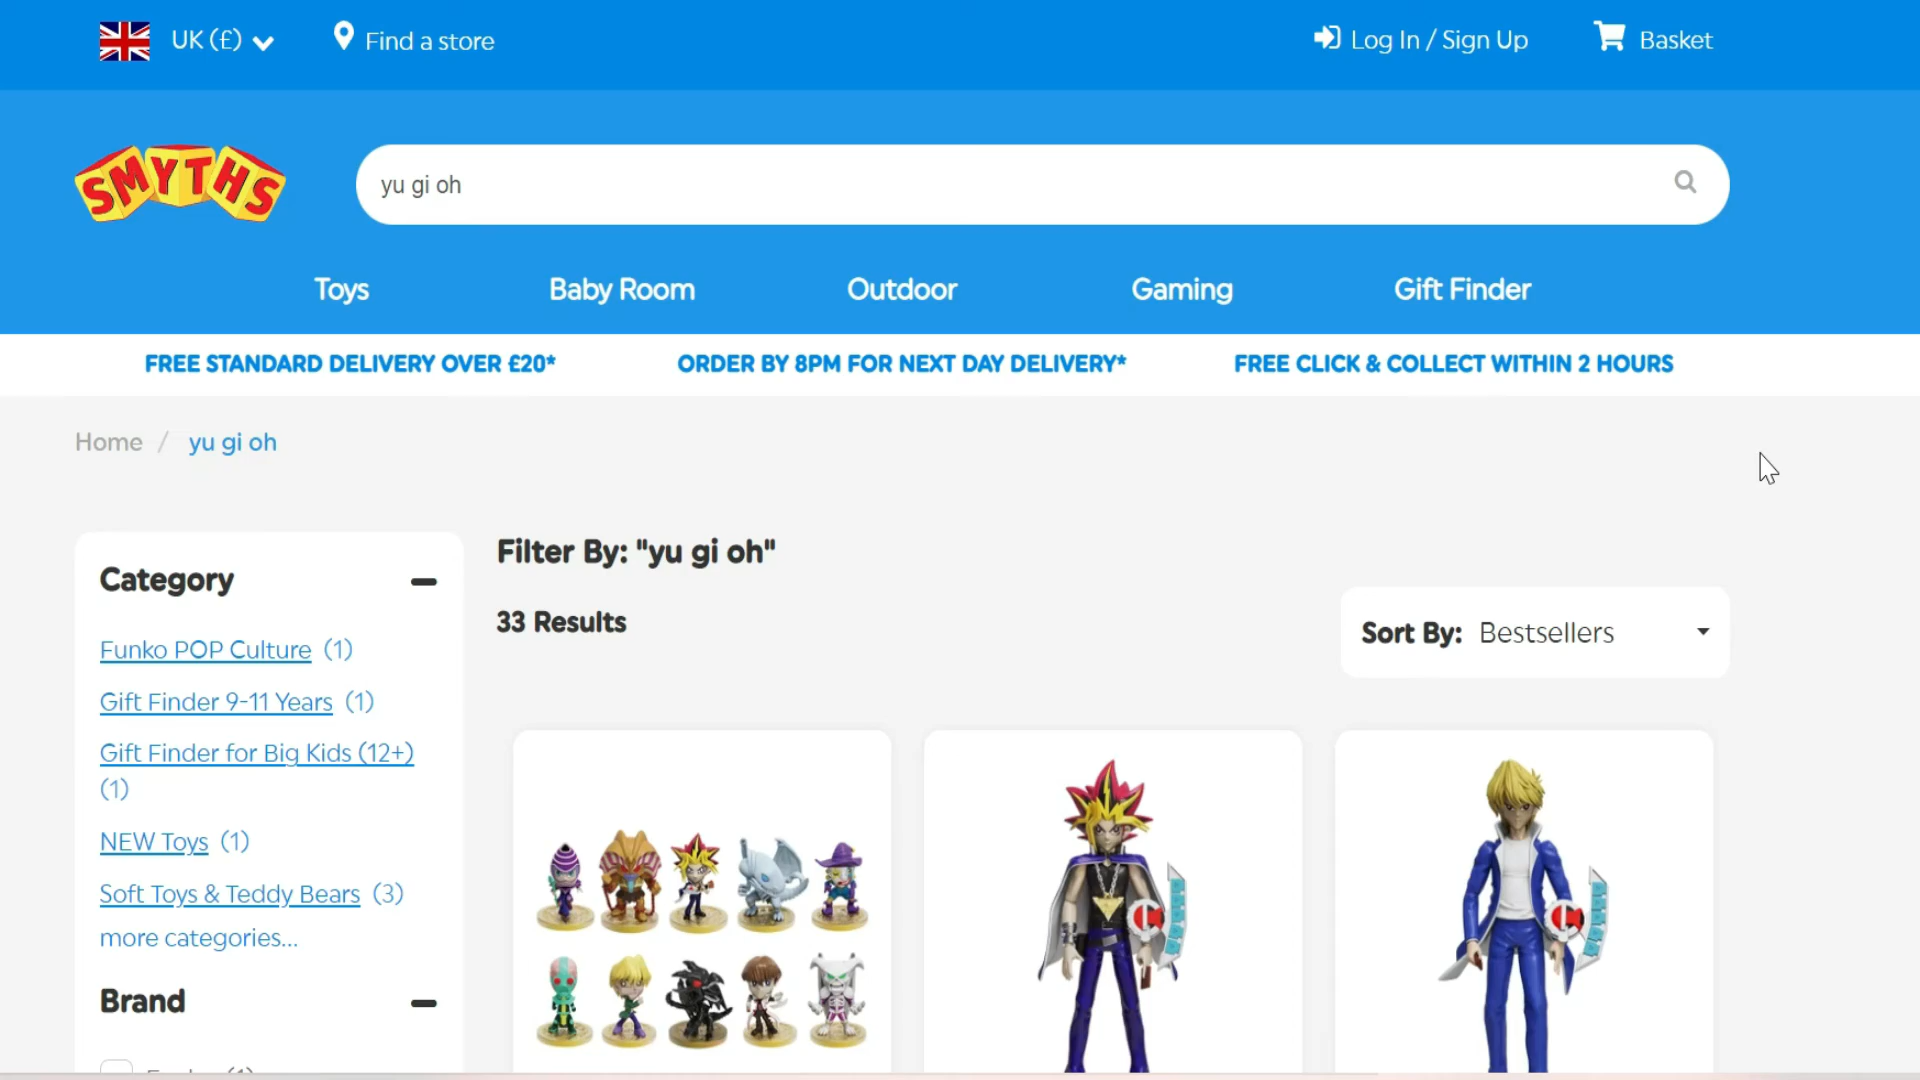 UK (£)
Find a store
Log In / Sign Up
Basket
SMYTHS
yu gi oh
Toys
Baby Room
Outdoor
Gaming
Gift Finder
FREE STANDARD DELIVERY OVER £20*
ORDER BY 8PM FOR NEXT DAY DELIVERY*
FREE CLICK & COLLECT WITHIN 2 HOURS
Home / yu gi oh
Category
Funko POP Culture (1)
Gift Finder 9-11 Years (1)
Gift Finder for Big Kids (12+)
(1)
NEW Toys (1)
Soft Toys & Teddy Bears (3)
more categories...
Brand
Filter By: "yu gi oh"
33 Results
Sort By: Bestsellers